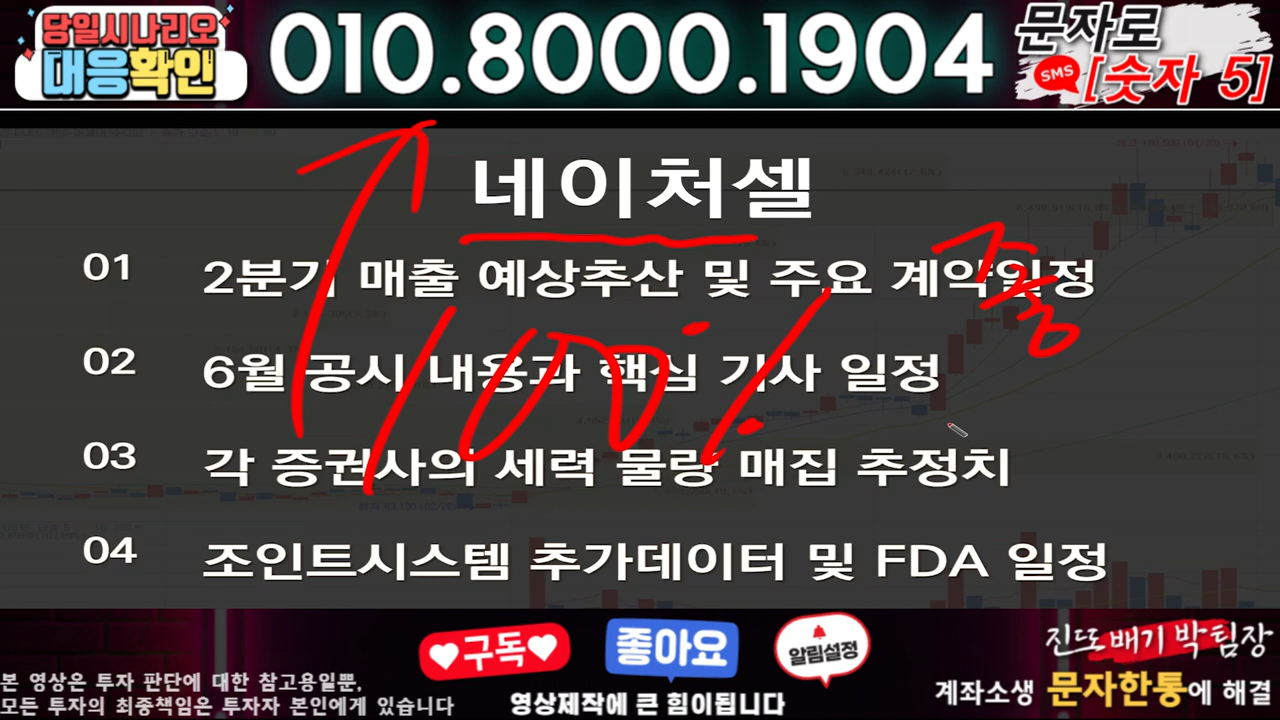 당일시나리오
대응확인
010.8000.1904
문자로
SMS
[숫자 5]
네이처셀
01 2분기 매출 예상추산 및 주요 계약일정
02 6월 공시 내용과 핵심 기사 일정
03 각 증권사의 세력 물량 매집 추정치
04 조인트시스템 추가데이터 및 FDA 일정
100%
구독
좋아요
알림설정
영상제작에 큰 힘이됩니다
본 영상은 투자 판단에 대한 참고용일뿐,
모든 투자의 최종책임은 투자자 본인에게 있습니다
진또배기 박팀장
계좌소생 문자한통에 해결